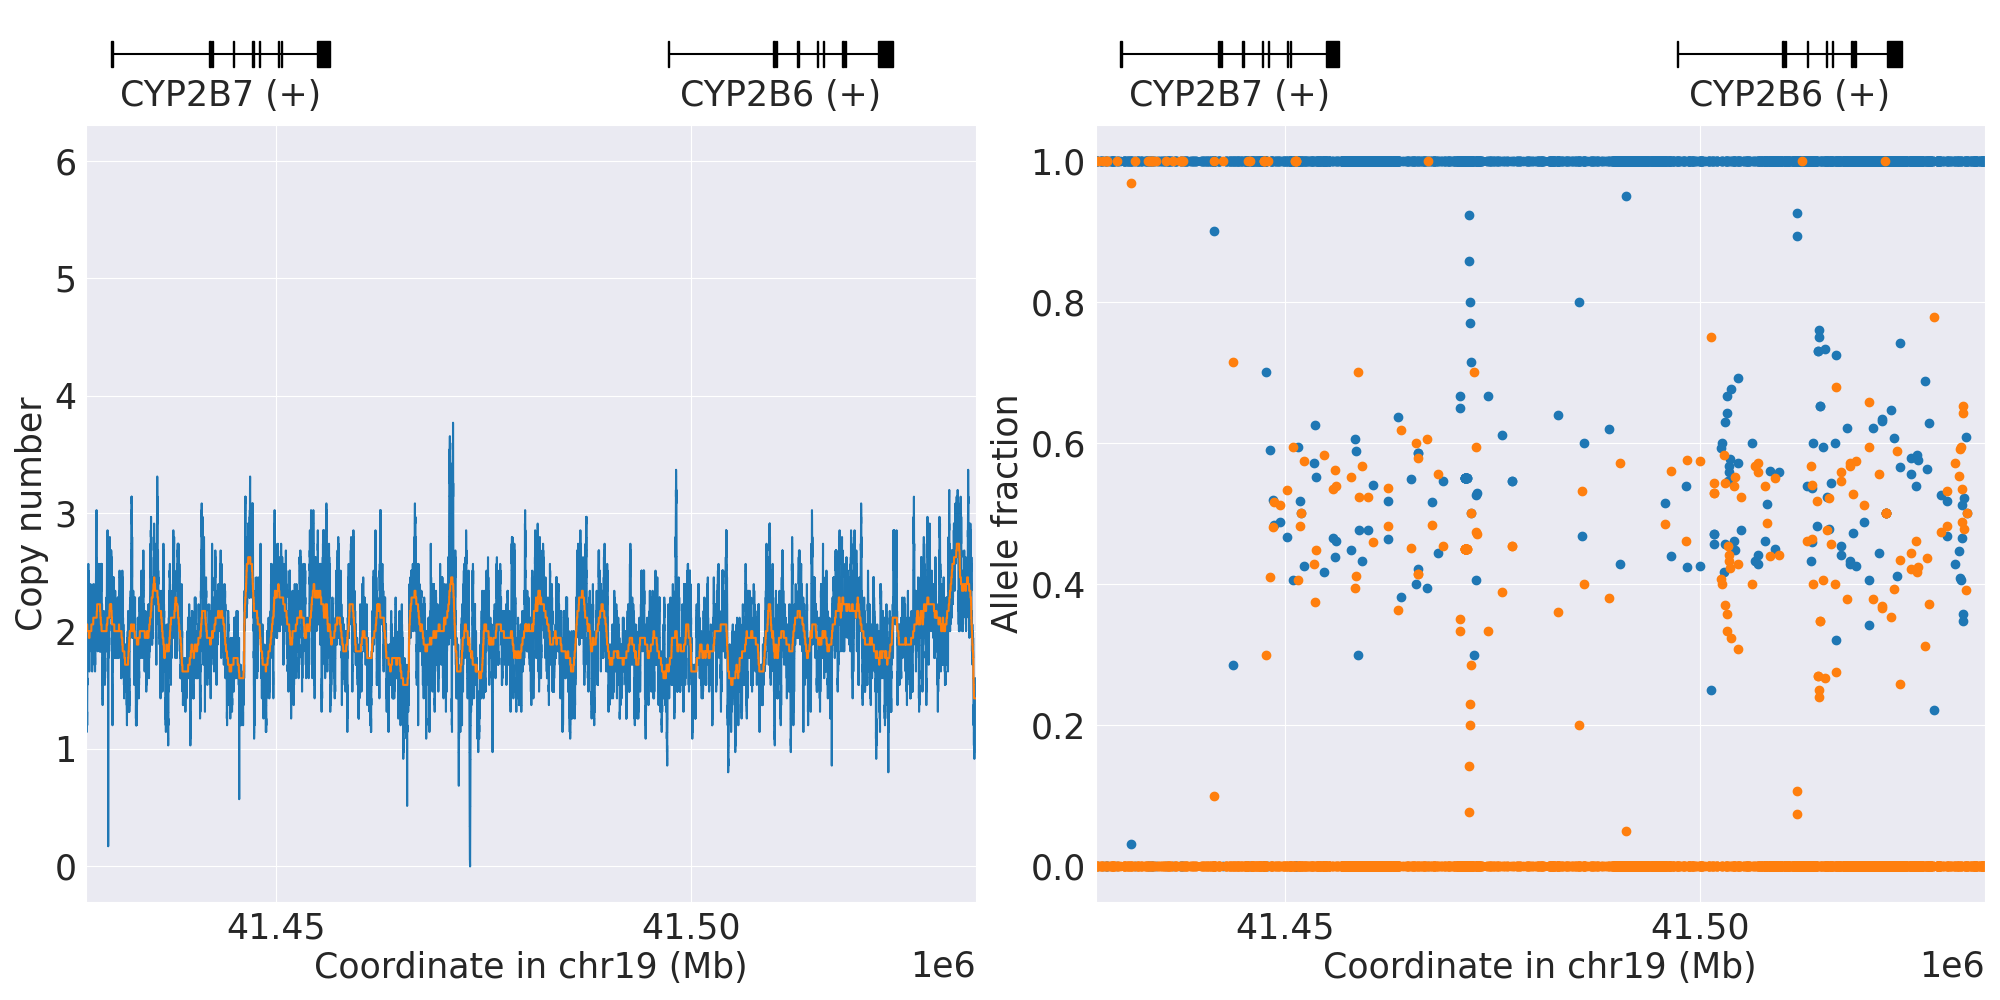 CYP2B7 (+) CYP2B6 (+)
6
5
4
3
2
1
0
Copy number
41.45 41.50
Coordinate in chr19 (Mb) 1e6
CYP2B7 (+) CYP2B6 (+)
1.0
0.8
0.6
0.4
0.2
0.0
Allele fraction
41.45 41.50
Coordinate in chr19 (Mb) 1e6